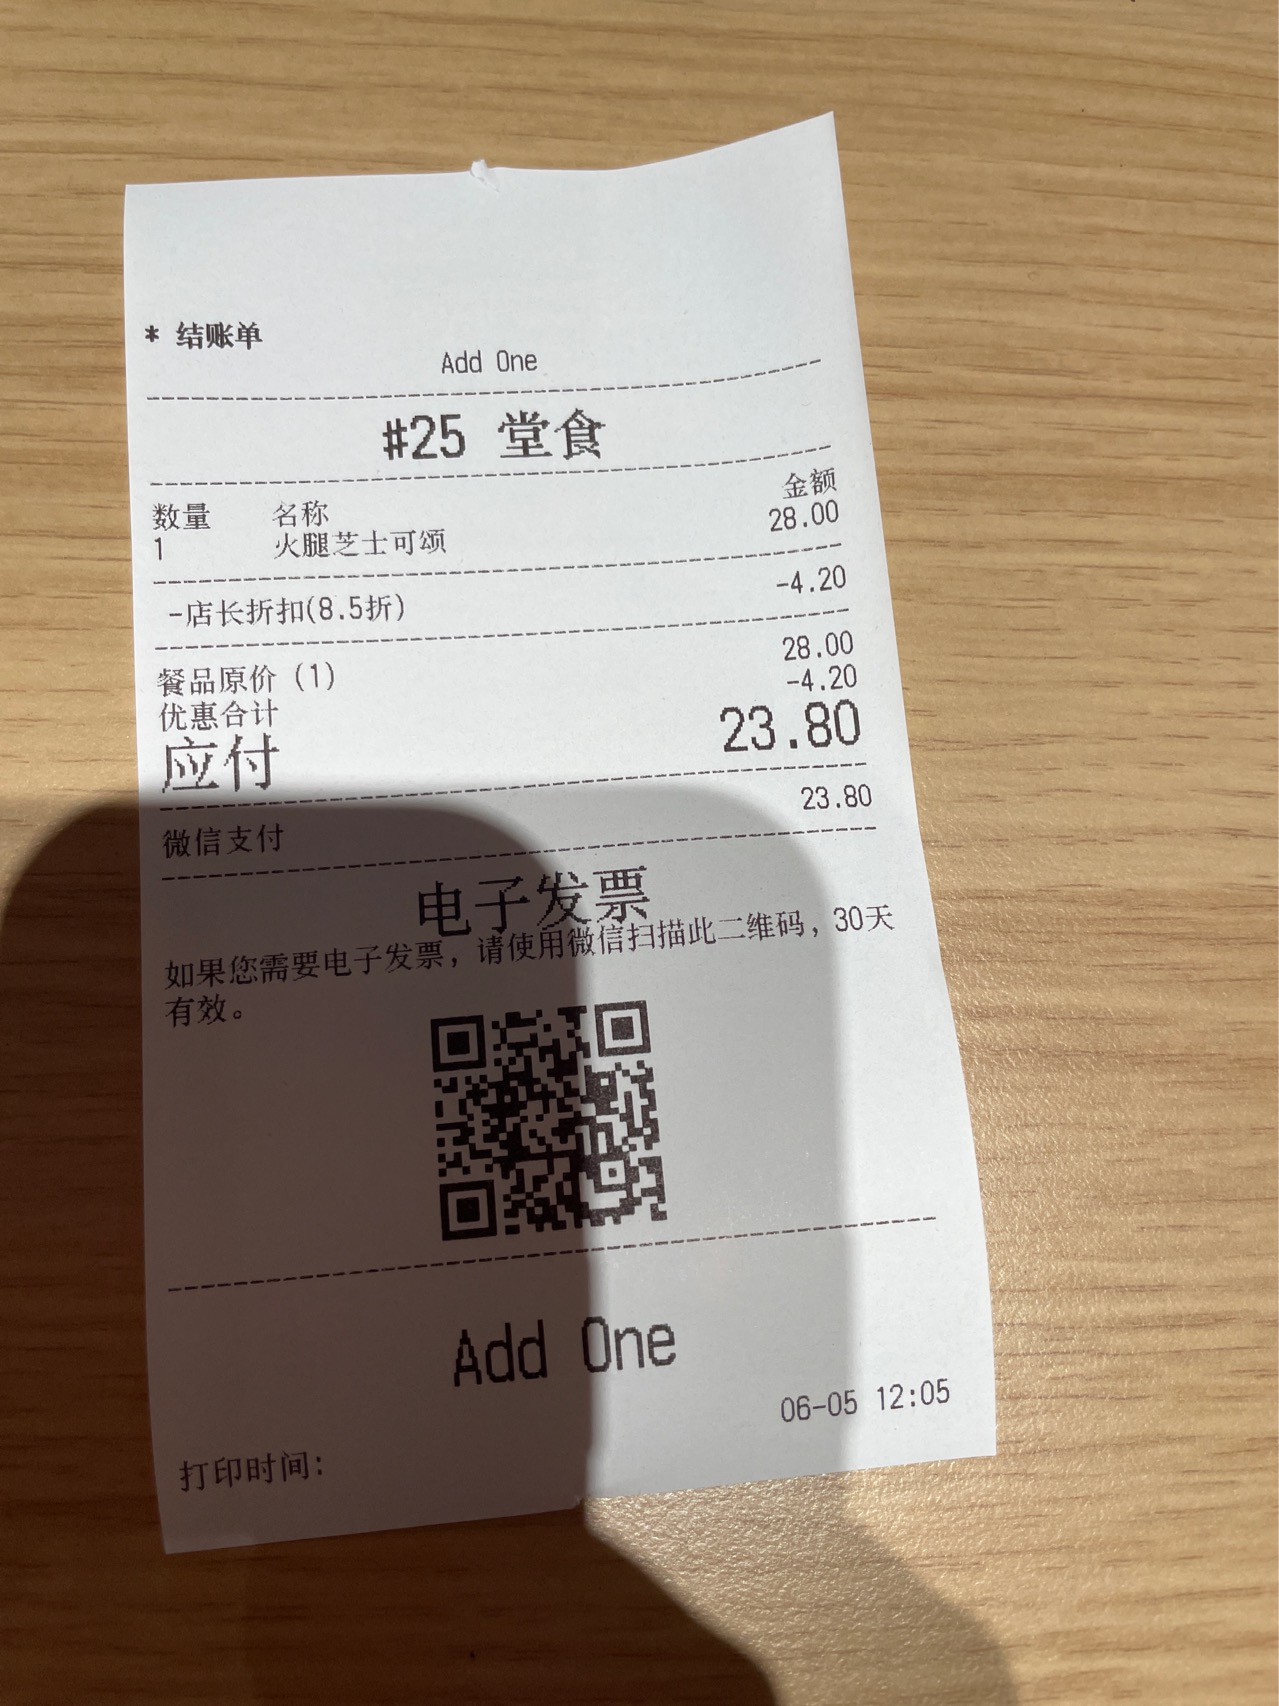 * 结账单
Add One
#25 堂食
数量 名称 金额
1 火腿芝士可颂 28.00
-店长折扣(8.5折) -4.20
餐品原价 (1) 28.00
优惠合计 -4.20
应付 23.80
微信支付 23.80
电子发票
如果您需要电子发票，请使用微信扫描此二维码，30天
有效。
Add One
打印时间: 06-05 12:05